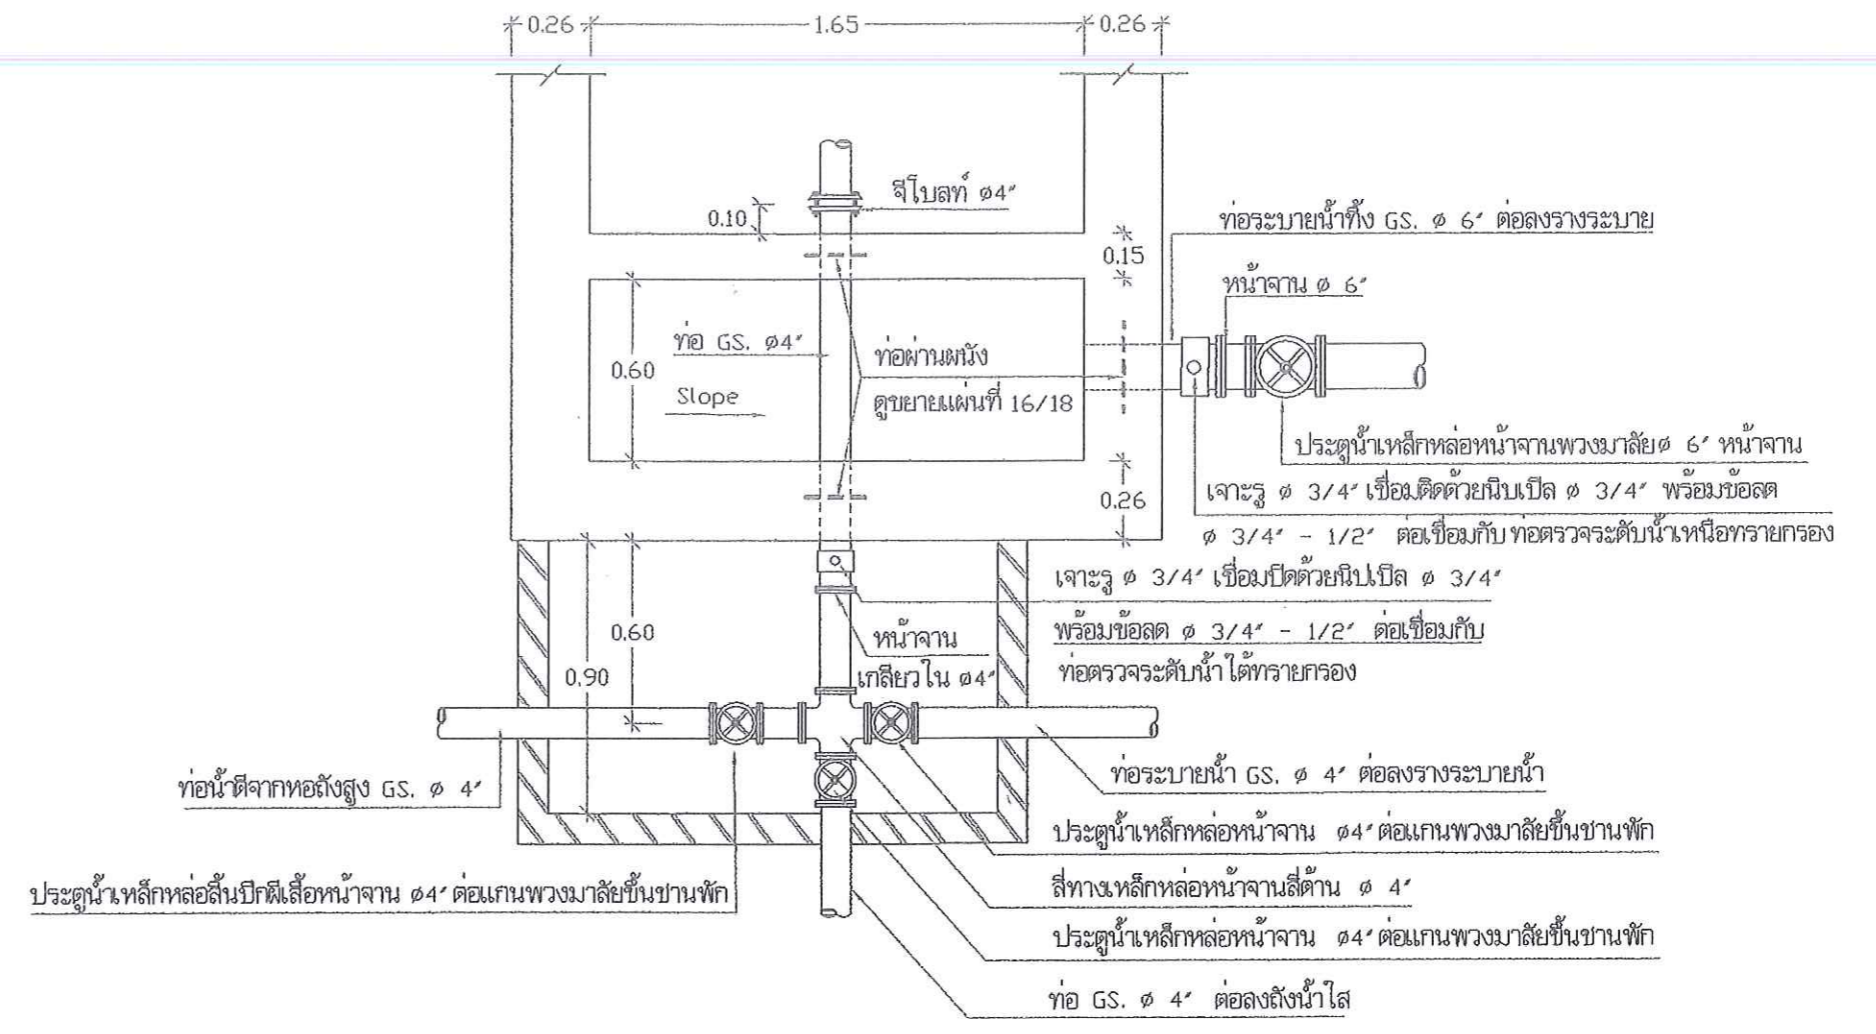 0.26 1.65 0.26
จีโบลท์ ø4"
0.10
ท่อระบายน้ำทิ้ง GS. ø 6" ต่อลงรางระบาย
0.15
หน้าจาน ø 6"
ท่อ GS. ø4"
ท่อผ่านผนัง
0.60
Slope
ดูขยายแผ่นที่ 16/18
ประตูน้ำเหล็กหล่อหน้าจานพวงมาลัยø 6" หน้าจาน
0.26
เจาะรู ø 3/4" เชื่อมติดด้วยนิบเปิล ø 3/4" พร้อมข้อลด
ø 3/4" - 1/2" ต่อเชื่อมกับ ท่อตรวจระดับน้ำเหนือทรายกรอง
เจาะรู ø 3/4" เชื่อมปิดด้วยนิปเปิล ø 3/4"
พร้อมข้อลด ø 3/4" - 1/2" ต่อเชื่อมกับ
ท่อตรวจระดับน้ำใต้ทรายกรอง
0.60
หน้าจาน
เกลียวใน ø4"
0.90
ท่อน้ำดีจากหอถังสูง GS. ø 4"
ท่อระบายน้ำ GS. ø 4" ต่อลงรางระบายน้ำ
ประตูน้ำเหล็กหล่อหน้าจาน ø4" ต่อแกนพวงมาลัยขึ้นชานพัก
ประตูน้ำเหล็กหล่อลิ้นปีกผีเสื้อหน้าจาน ø4" ต่อแกนพวงมาลัยขึ้นชานพัก
สี่ทางเหล็กหล่อหน้าจานสี่ด้าน ø 4"
ประตูน้ำเหล็กหล่อหน้าจาน ø4" ต่อแกนพวงมาลัยขึ้นชานพัก
ท่อ GS. ø 4" ต่อลงถังน้ำใส